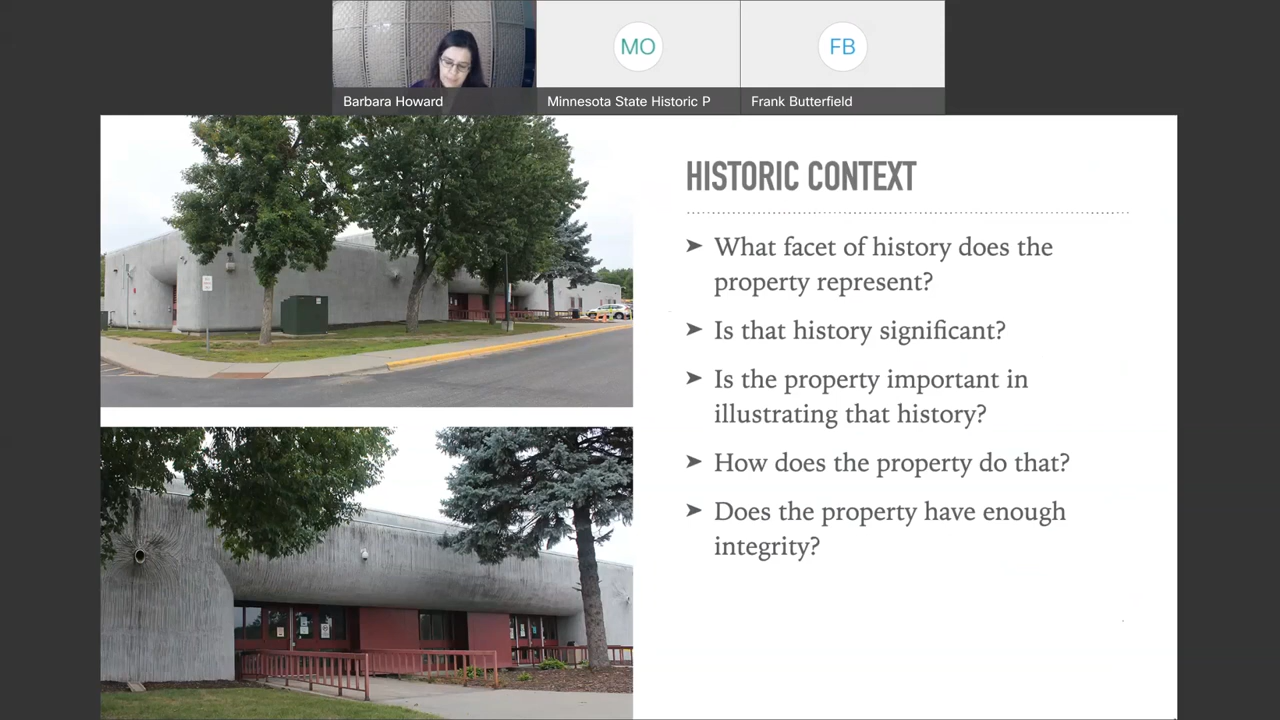 MO
FB
Barbara Howard
Minnesota State Historic P
Frank Butterfield
HISTORIC CONTEXT
➤ What facet of history does the
property represent?
➤ Is that history significant?
➤ Is the property important in
illustrating that history?
➤ How does the property do that?
➤ Does the property have enough
integrity?